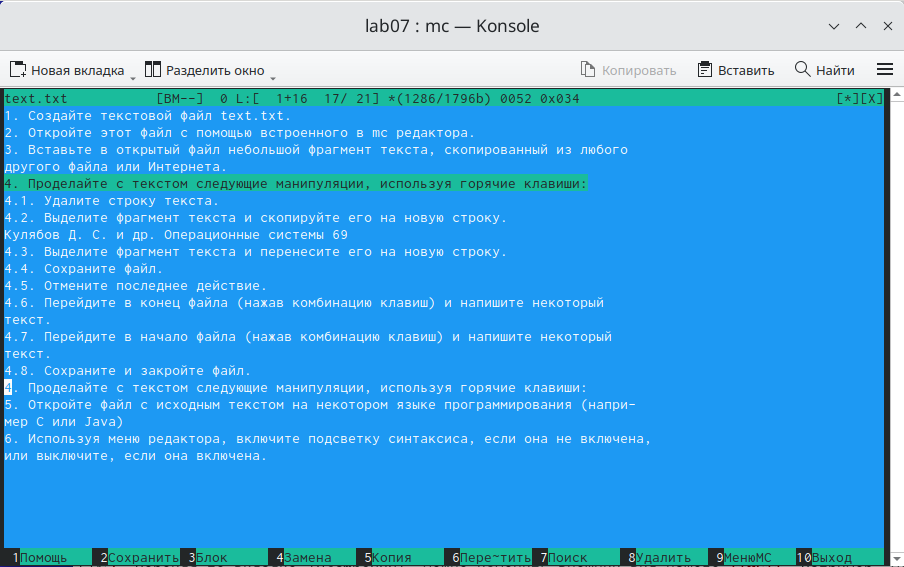 lab07 : mc — Konsole
Новая вкладка Разделить окно Копировать Вставить Найти
text.txt [BM--] 0 L:[ 1+16 17/ 21] *(1286/1796b) 0052 0x034 [*][X]
1. Создайте текстовой файл text.txt.
2. Откройте этот файл с помощью встроенного в mc редактора.
3. Вставьте в открытый файл небольшой фрагмент текста, скопированный из любого
другого файла или Интернета.
4. Проделайте с текстом следующие манипуляции, используя горячие клавиши:
4.1. Удалите строку текста.
4.2. Выделите фрагмент текста и скопируйте его на новую строку.
Кулябов Д. С. и др. Операционные системы 69
4.3. Выделите фрагмент текста и перенесите его на новую строку.
4.4. Сохраните файл.
4.5. Отмените последнее действие.
4.6. Перейдите в конец файла (нажав комбинацию клавиш) и напишите некоторый
текст.
4.7. Перейдите в начало файла (нажав комбинацию клавиш) и напишите некоторый
текст.
4.8. Сохраните и закройте файл.
4. Проделайте с текстом следующие манипуляции, используя горячие клавиши:
5. Откройте файл с исходным текстом на некотором языке программирования (напри-
мер C или Java)
6. Используя меню редактора, включите подсветку синтаксиса, если она не включена,
или выключите, если она включена.
1Помощь 2Сохранить 3Блок 4Замена 5Копия 6Пере~тить 7Поиск 8Удалить 9МенюMC 10Выход